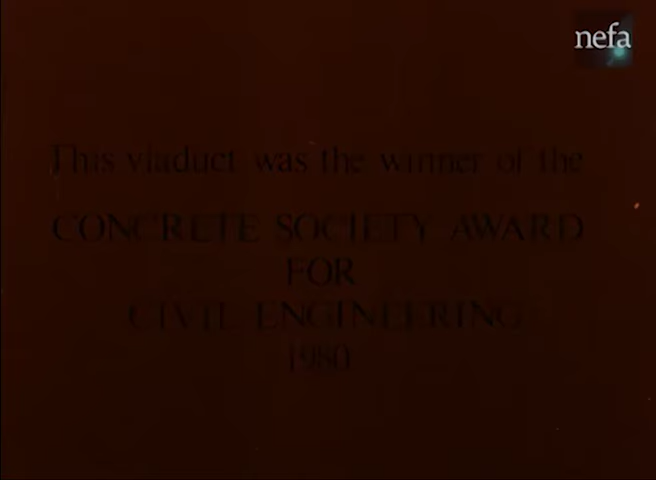 nefa
This viaduct was the winner of the
CONCRETE SOCIETY AWARD
FOR
CIVIL ENGINEERING
1980